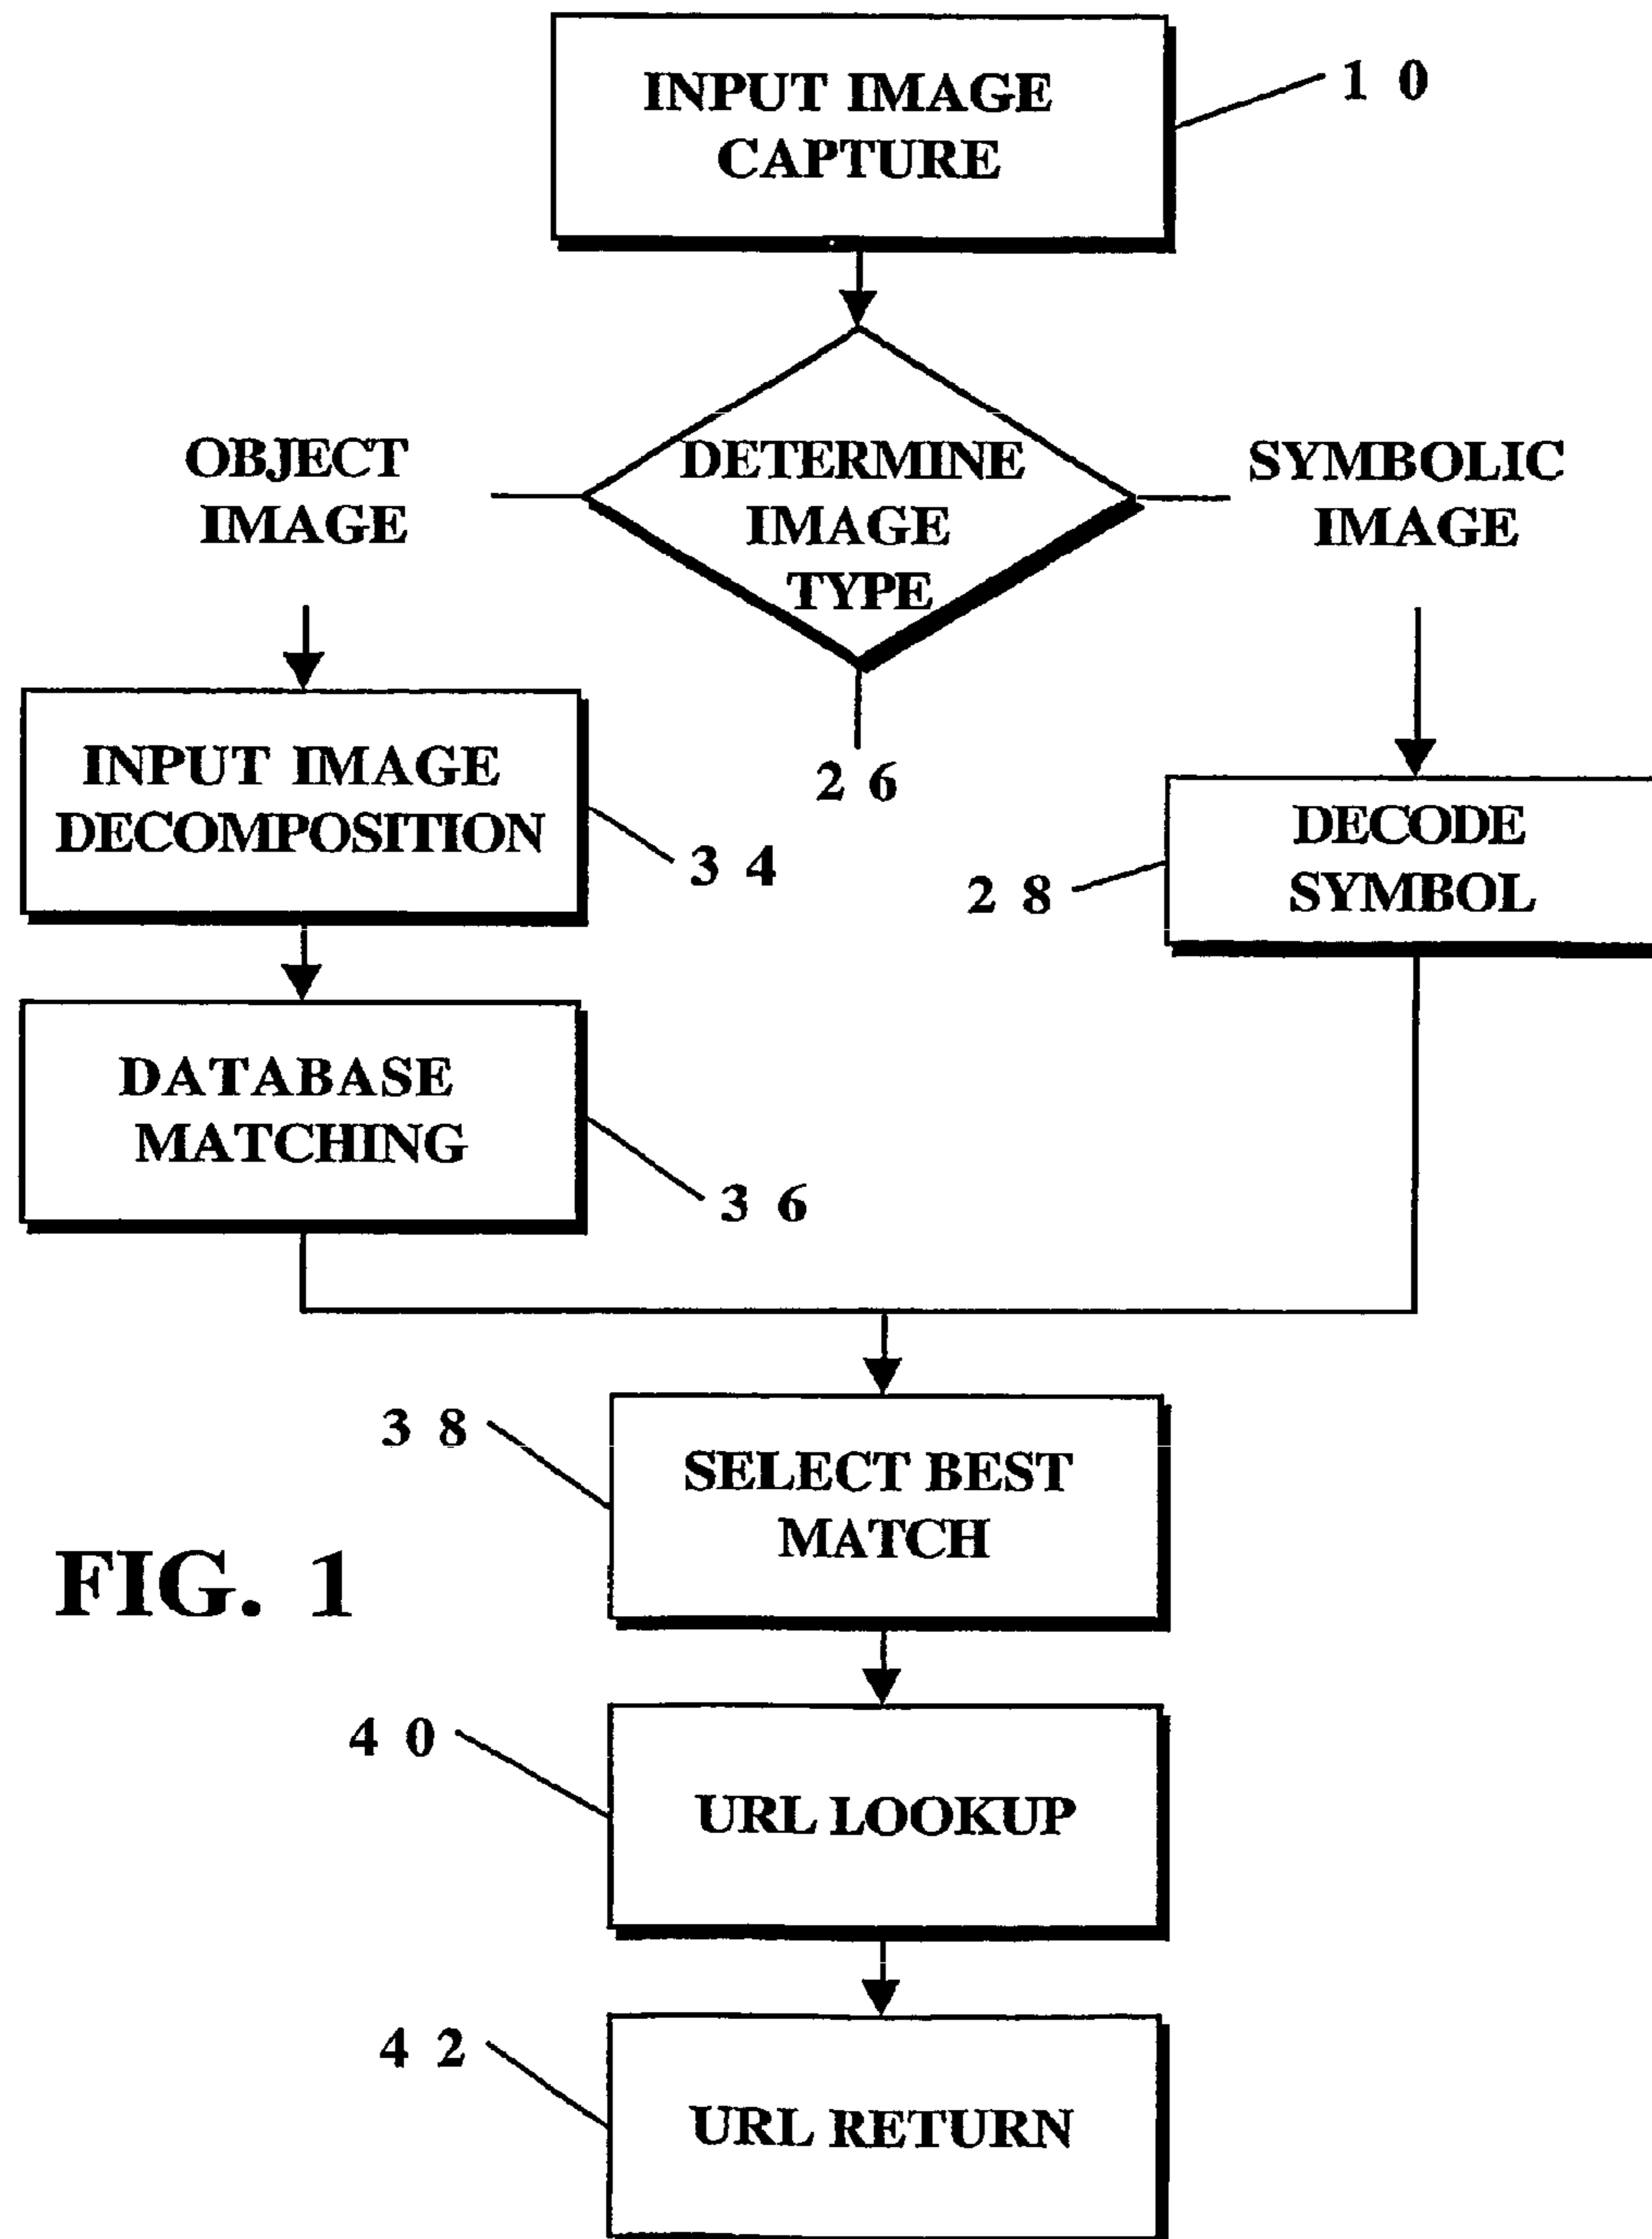 INPUT IMAGE
CAPTURE
1 0
OBJECT
IMAGE
DETERMINE
IMAGE
TYPE
SYMBOLIC
IMAGE
2 6
INPUT IMAGE
DECOMPOSITION
3 4
DECODE
SYMBOL
2 8
DATABASE
MATCHING
3 6
3 8
SELECT BEST
MATCH
FIG. 1
4 0
URL LOOKUP
4 2
URL RETURN